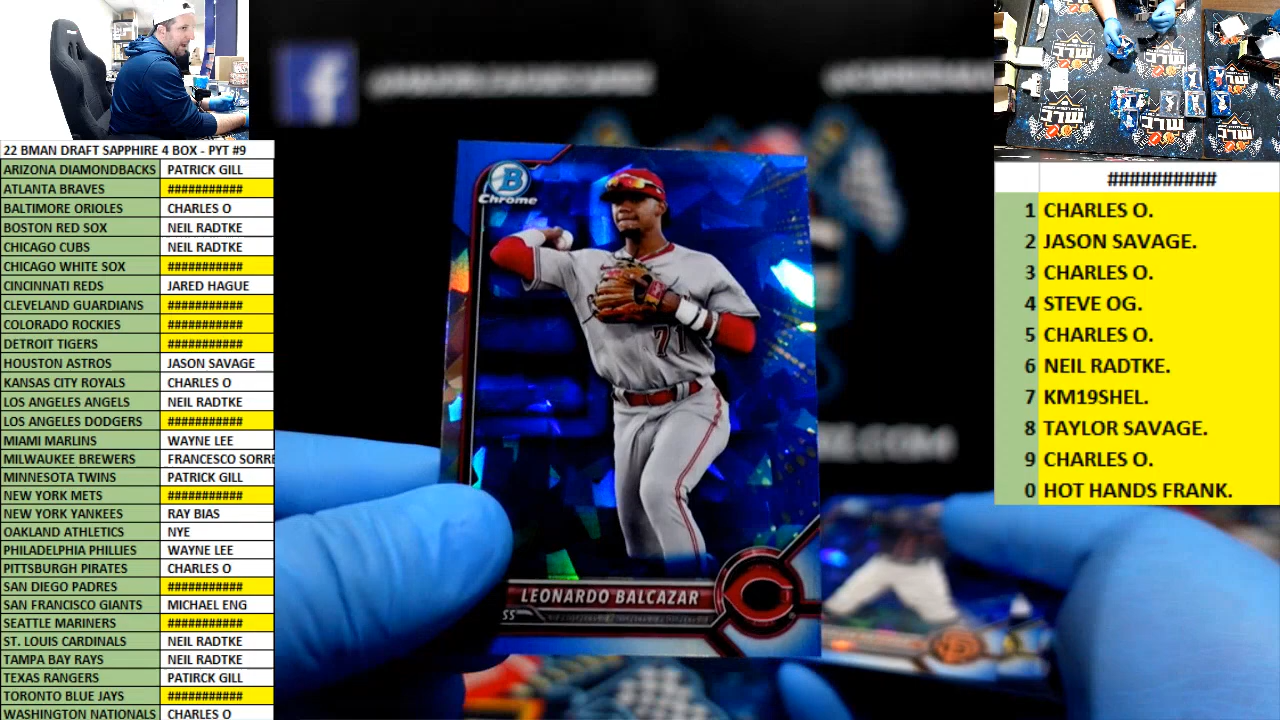 22 BMAN DRAFT SAPPHIRE 4 BOX - PYT #9
ARIZONA DIAMONDBACKS PATRICK GILL
ATLANTA BRAVES ###########
BALTIMORE ORIOLES CHARLES O
BOSTON RED SOX NEIL RADTKE
CHICAGO CUBS NEIL RADTKE
CHICAGO WHITE SOX ###########
CINCINNATI REDS JARED HAGUE
CLEVELAND GUARDIANS ###########
COLORADO ROCKIES ###########
DETROIT TIGERS ###########
HOUSTON ASTROS JASON SAVAGE
KANSAS CITY ROYALS CHARLES O
LOS ANGELES ANGELS NEIL RADTKE
LOS ANGELES DODGERS ###########
MIAMI MARLINS WAYNE LEE
MILWAUKEE BREWERS FRANCESCO SORRE
MINNESOTA TWINS PATRICK GILL
NEW YORK METS ###########
NEW YORK YANKEES RAY BIAS
OAKLAND ATHLETICS NYE
PHILADELPHIA PHILLIES WAYNE LEE
PITTSBURGH PIRATES CHARLES O
SAN DIEGO PADRES ###########
SAN FRANCISCO GIANTS MICHAEL ENG
SEATTLE MARINERS ###########
ST. LOUIS CARDINALS NEIL RADTKE
TAMPA BAY RAYS NEIL RADTKE
TEXAS RANGERS PATIRCK GILL
TORONTO BLUE JAYS ###########
WASHINGTON NATIONALS CHARLES O
B
Chrome
71
LEONARDO BALCAZAR
SS
C
##########
1 CHARLES O.
2 JASON SAVAGE.
3 CHARLES O.
4 STEVE OG.
5 CHARLES O.
6 NEIL RADTKE.
7 KM19SHEL.
8 TAYLOR SAVAGE.
9 CHARLES O.
0 HOT HANDS FRANK.